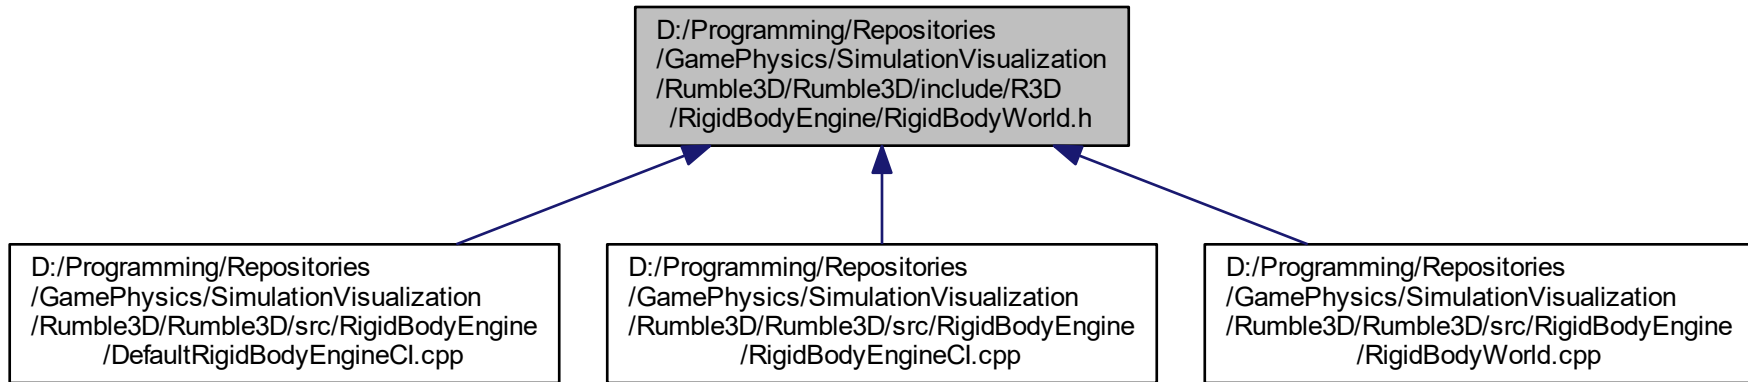 D:/Programming/Repositories
/GamePhysics/SimulationVisualization
/Rumble3D/Rumble3D/include/R3D
/RigidBodyEngine/RigidBodyWorld.h
D:/Programming/Repositories
/GamePhysics/SimulationVisualization
/Rumble3D/Rumble3D/src/RigidBodyEngine
/DefaultRigidBodyEngineCI.cpp
D:/Programming/Repositories
/GamePhysics/SimulationVisualization
/Rumble3D/Rumble3D/src/RigidBodyEngine
/RigidBodyEngineCI.cpp
D:/Programming/Repositories
/GamePhysics/SimulationVisualization
/Rumble3D/Rumble3D/src/RigidBodyEngine
/RigidBodyWorld.cpp